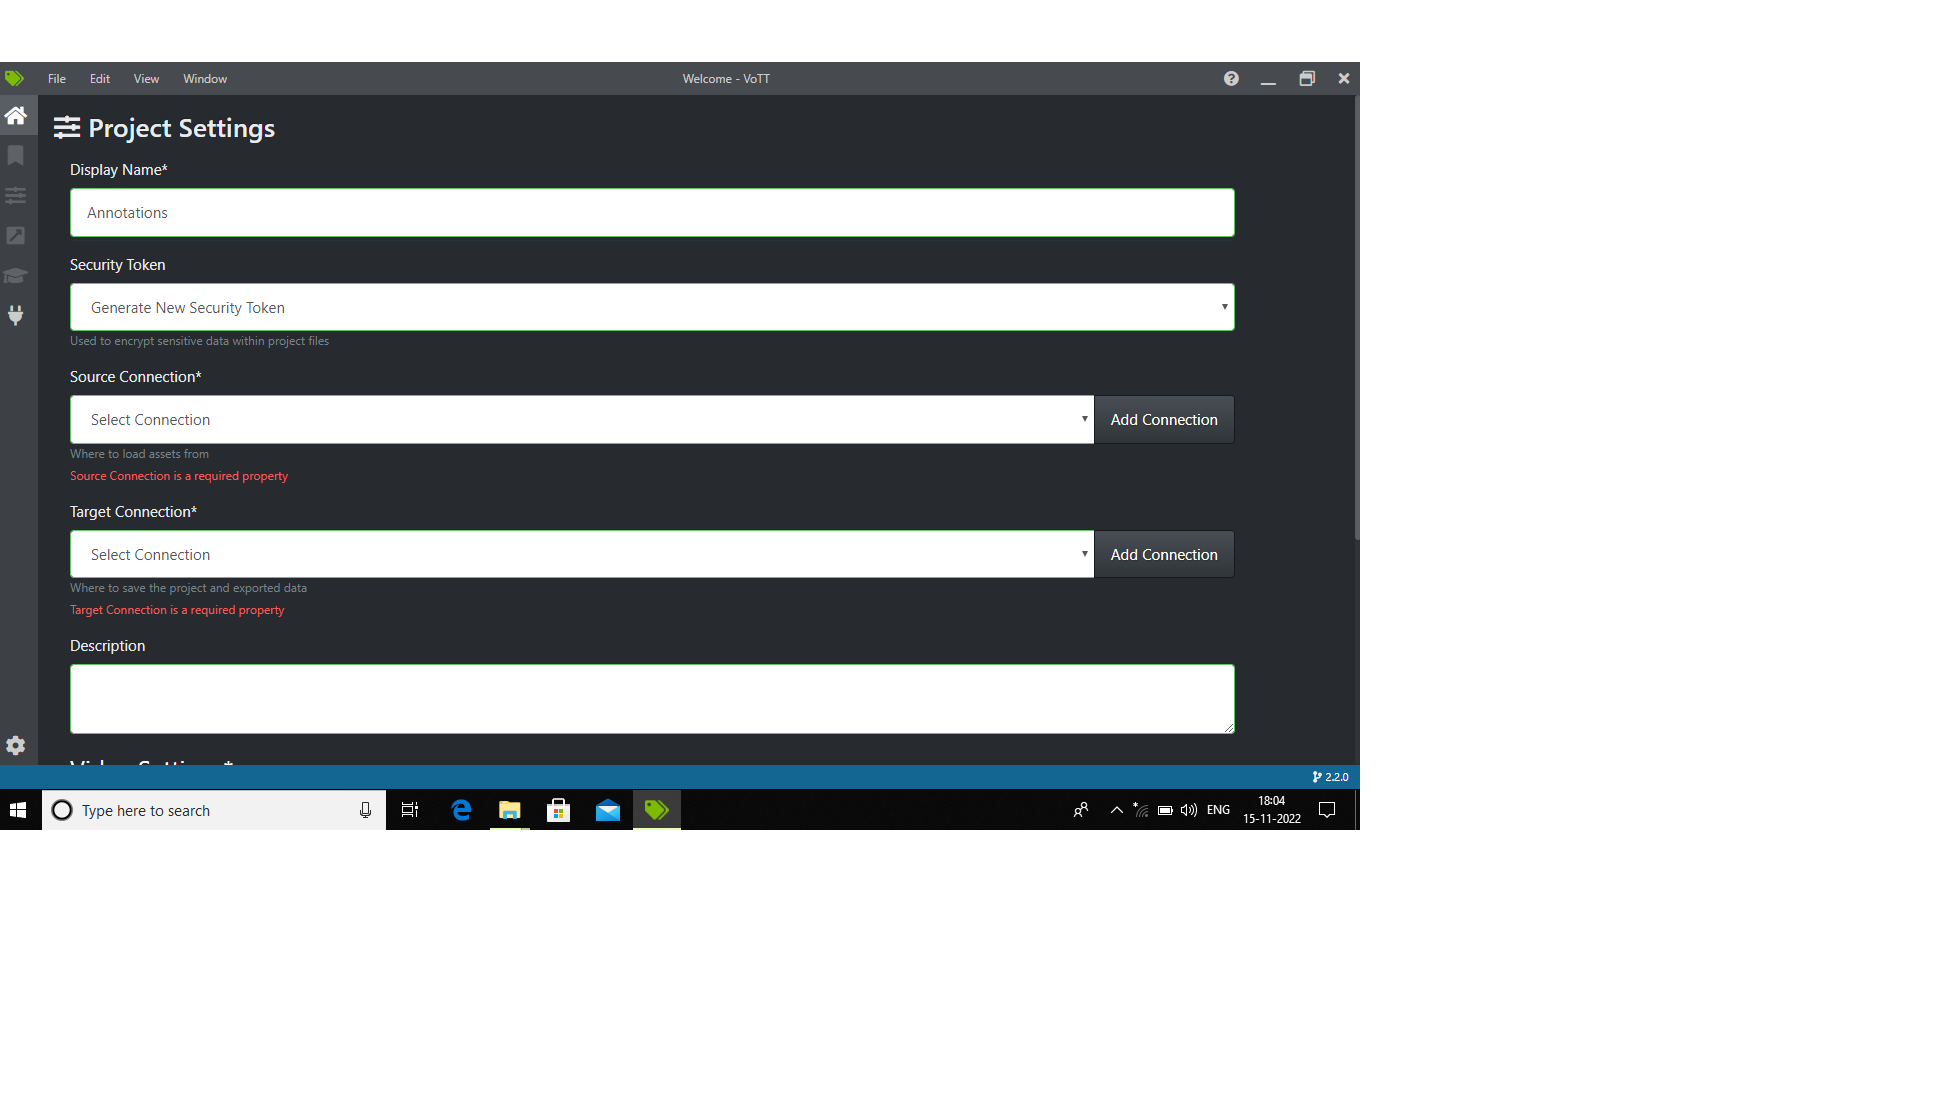 File Edit View Window Welcome - VoTT
Project Settings
Display Name*
Annotations
Security Token
Generate New Security Token
Used to encrypt sensitive data within project files
Source Connection*
Select Connection Add Connection
Where to load assets from
Source Connection is a required property
Target Connection*
Select Connection Add Connection
Where to save the project and exported data
Target Connection is a required property
Description
2.2.0
Type here to search
ENG
18:04
15-11-2022